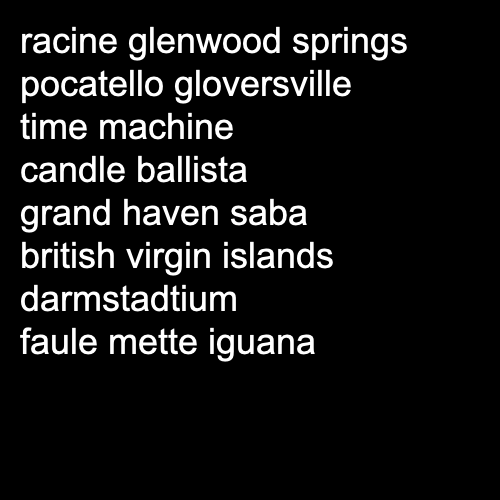 racine glenwood springs
pocatello gloversville
time machine
candle ballista
grand haven saba
british virgin islands
darmstadtium
faule mette iguana